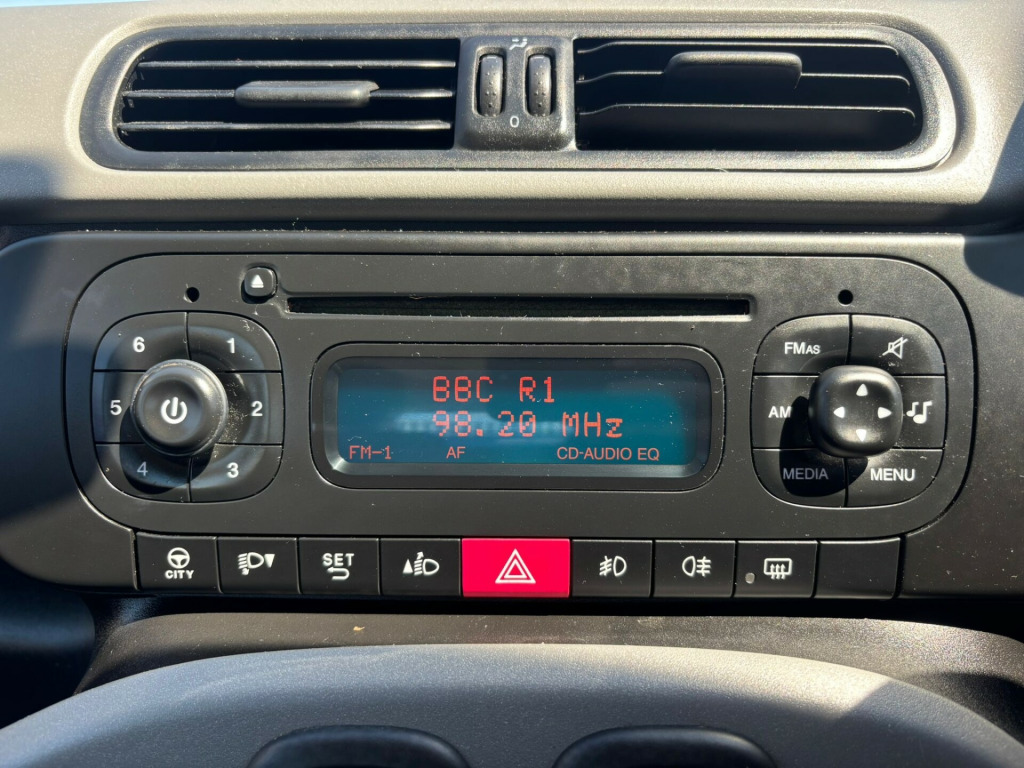 0
6 1
5 2
4 3
BBC R1
98.20 MHz
FM-1 AF CD-AUDIO EQ
FMAS
AM
MEDIA MENU
CITY
SET